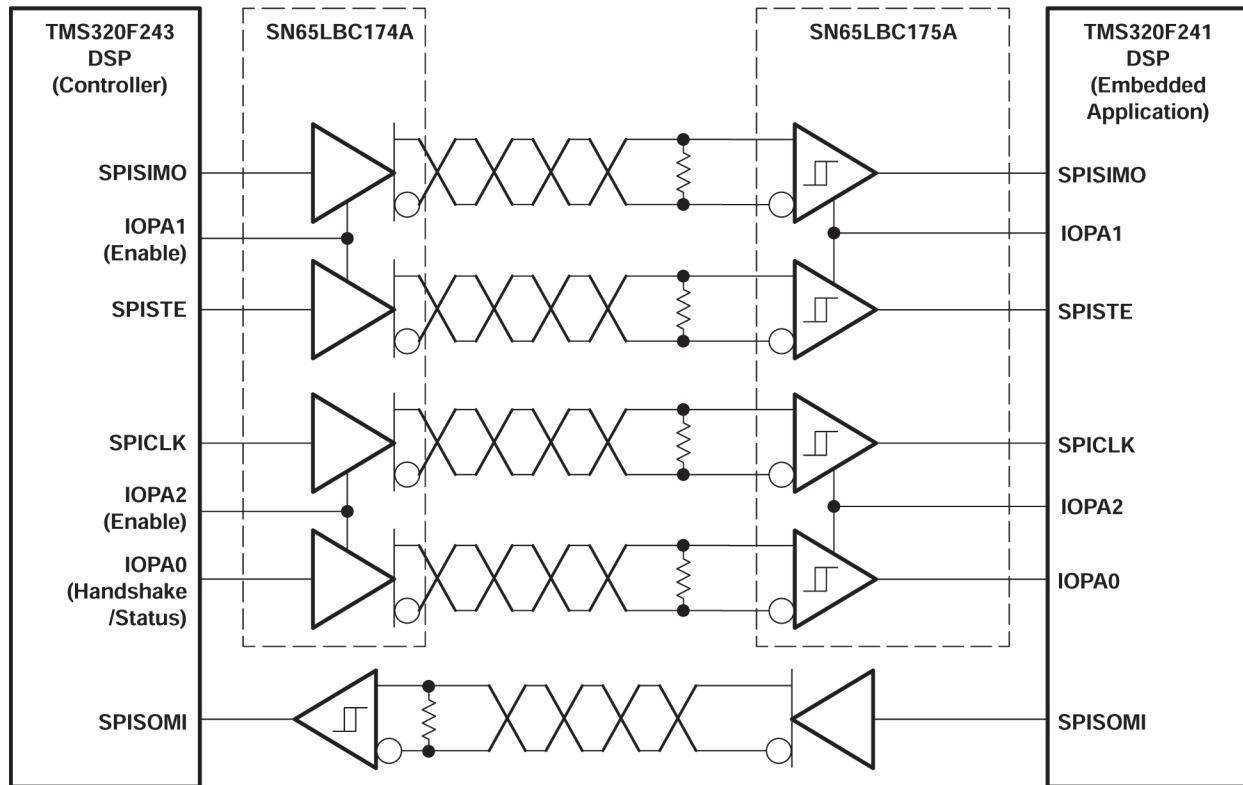 TMS320F243
DSP
(Controller)
SN65LBC174A
SN65LBC175A
TMS320F241
DSP
(Embedded
Application)
SPISIMO
SPISIMO
IOPA1
(Enable)
IOPA1
SPISTE
SPISTE
SPICLK
SPICLK
IOPA2
(Enable)
IOPA2
IOPA0
(Handshake
/Status)
IOPA0
SPISOMI
SPISOMI